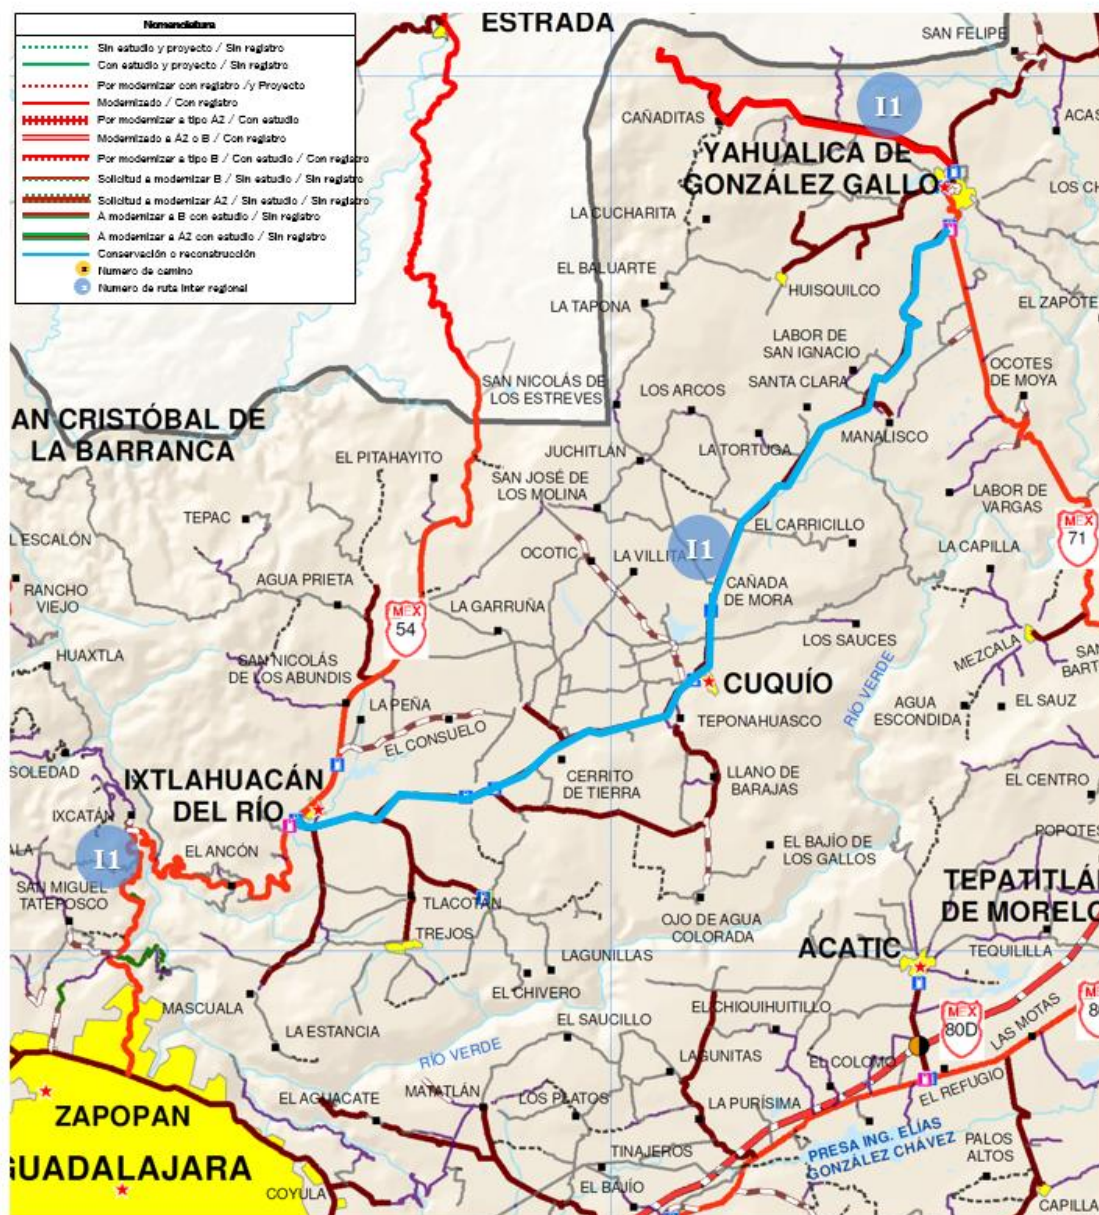 Nomenclatura
Sin estudio y proyecto / Sin registro
Con estudio y proyecto / Sin registro
Por modernizar con registro /y Proyecto
Modernizado / Con registro
Por modernizar a tipo A2 / Con estudio
Modernizado a A2 o B / Con registro
Por modernizar a tipo B / Con estudio / Con registro
Solicitud a modernizar B / Sin estudio / Sin registro
Solicitud a modernizar A2 / Sin estudio / Sin registro
A modernizar a B con estudio / Sin registro
A modernizar a A2 con estudio / Sin registro
Conservación o reconstrucción
Numero de camino
Numero de ruta inter regional
ESTRADA
SAN FELIPE
I1
CAÑADITAS
ACAS
YAHUALICA DE
GONZÁLEZ GALLO
LOS CH
LA CUCHARITA
EL BALUARTE
HUISQUILCO
LA TAPONA
EL ZAPOTE
LABOR DE
SAN IGNACIO
OCOTES
DE MOYA
SAN NICOLÁS DE
LOS ESTREVES
LOS ARCOS
SANTA CLARA
AN CRISTÓBAL DE
LA BARRANCA
MANALISCO
JUCHITLÁN
LA TORTUGA
EL PITAHAYITO
SAN JOSÉ DE
LOS MOLINA
LABOR DE
VARGAS
TEPAC
EL CARRICILLO
MEX
71
L ESCALÓN
OCOTIC
LA VILLITA
I1
LA CAPILLA
RANCHO
VIEJO
AGUA PRIETA
CAÑADA
DE MORA
LA GARRUÑA
MEX
54
LOS SAUCES
HUAXTLA
SAN NICOLÁS
DE LOS ABUNDIS
MEZCALA
SAN
BART
RÍO VERDE
CUQUÍO
LA PEÑA
TEPONAHUASCO
AGUA
ESCONDIDA
EL SAUZ
EL CONSUELO
SOLEDAD
IXTLAHUACÁN
DEL RÍO
CERRITO
DE TIERRA
LLANO DE
BARAJAS
EL CENTRO
IXCATÁN
POPOTES
I1
ALA
EL ANCÓN
EL BAJÍO DE
LOS GALLOS
SAN MIGUEL
TATEPOSCO
TLACOTÁN
TEPATITLÁ
DE MORELO
OJO DE AGUA
COLORADA
TREJOS
ACATIC
TEQUILILLA
LAGUNILLAS
EL CHIVERO
MASCUALA
EL CHIQUIHUITILLO
MEX
80D
LA ESTANCIA
EL SAUCILLO
LAS MOTAS
RÍO VERDE
LAGUNITAS
EL COLOMO
EL REFUGIO
EL AGUACATE
MATATLÁN
LOS PLATOS
LA PURÍSIMA
ZAPOPAN
PRESA ING. ELÍAS
GONZÁLEZ CHÁVEZ
PALOS
ALTOS
TINAJEROS
GUADALAJARA
COYULA
EL BAJÍO
CAPILLA